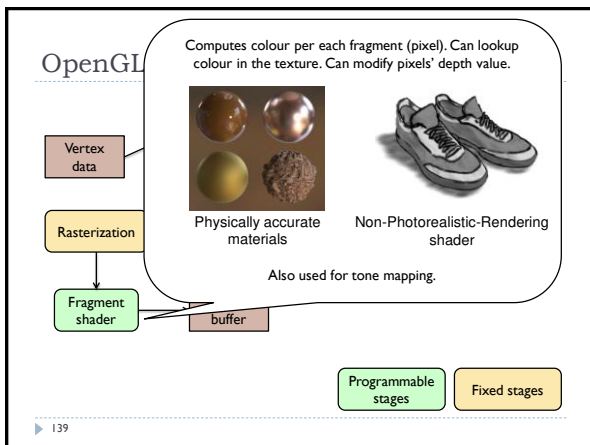 OpenGL
Computes colour per each fragment (pixel). Can lookup
colour in the texture. Can modify pixels' depth value.
Vertex
data
Physically accurate
materials
Non-Photorealistic-Rendering
shader
Rasterization
Also used for tone mapping.
Fragment
shader
buffer
Programmable
stages
Fixed stages
139